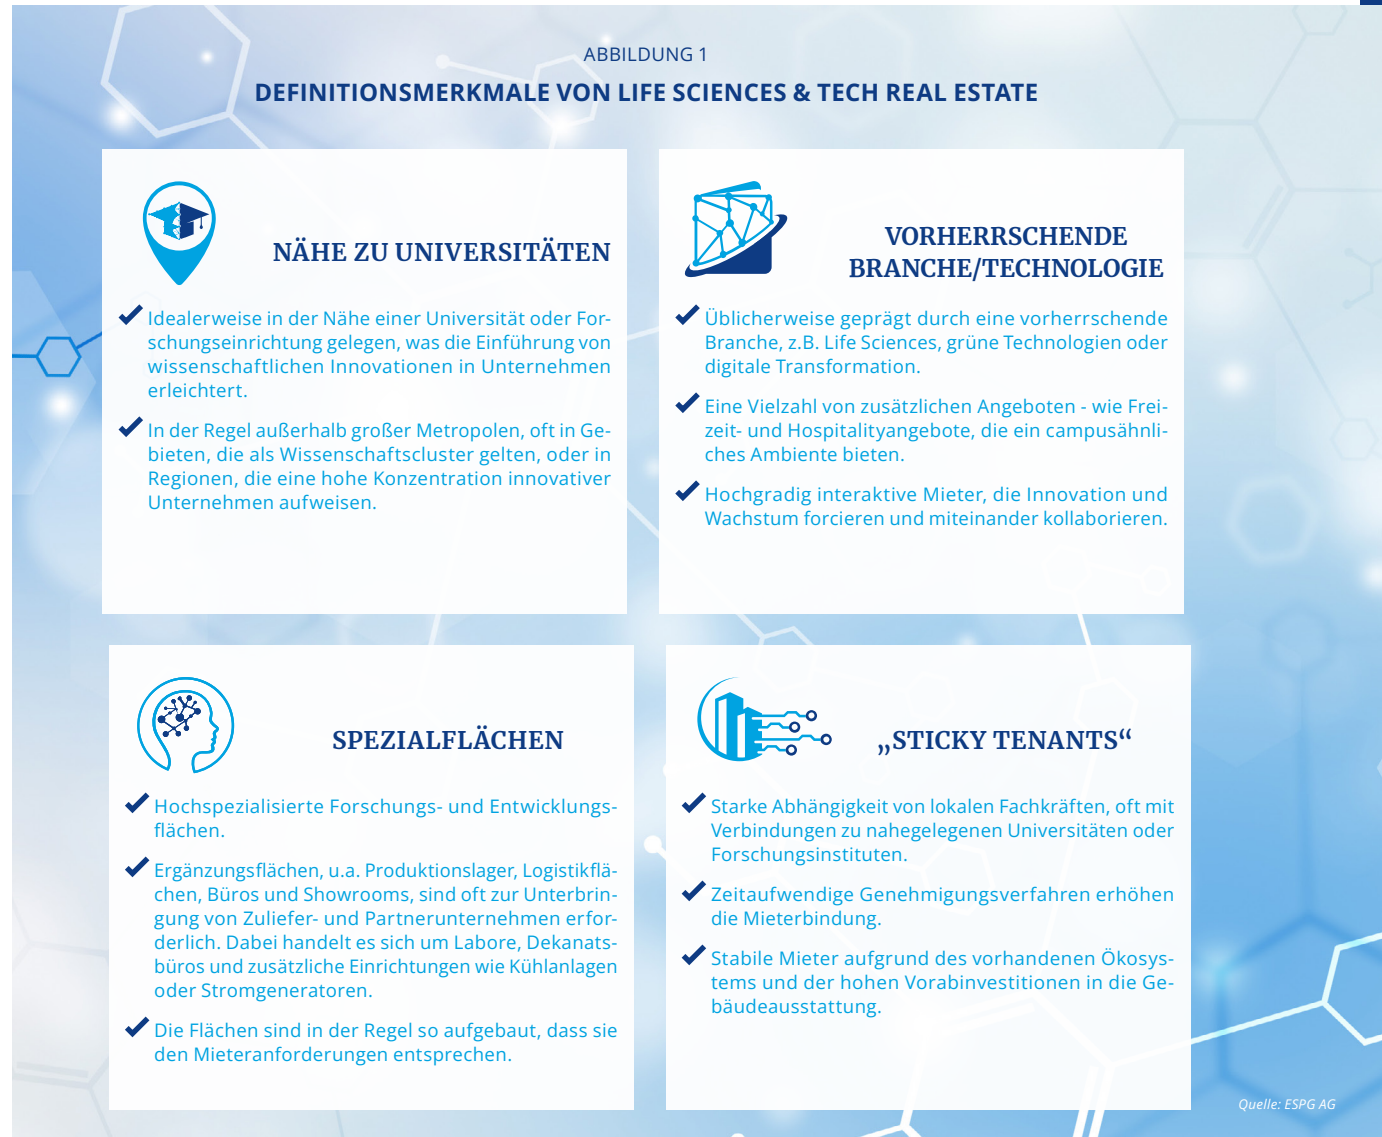 ABBILDUNG 1
DEFINITIONSMERKMALE VON LIFE SCIENCES & TECH REAL ESTATE
NÄHE ZU UNIVERSITÄTEN
Idealerweise in der Nähe einer Universität oder For-
schungseinrichtung gelegen, was die Einführung von
wissenschaftlichen Innovationen in Unternehmen
erleichtert.
In der Regel außerhalb großer Metropolen, oft in Ge-
bieten, die als Wissenschaftscluster gelten, oder in
Regionen, die eine hohe Konzentration innovativer
Unternehmen aufweisen.
VORHERRSCHENDE
BRANCHE/TECHNOLOGIE
Üblicherweise geprägt durch eine vorherrschende
Branche, z.B. Life Sciences, grüne Technologien oder
digitale Transformation.
Eine Vielzahl von zusätzlichen Angeboten - wie Frei-
zeit- und Hospitalityangebote, die ein campusähnli-
ches Ambiente bieten.
Hochgradig interaktive Mieter, die Innovation und
Wachstum forcieren und miteinander kollaborieren.
SPEZIALFLÄCHEN
Hochspezialisierte Forschungs- und Entwicklungs-
flächen.
Ergänzungsflächen, u.a. Produktionslager, Logistikflä-
chen, Büros und Showrooms, sind oft zur Unterbrin-
gung von Zuliefer- und Partnerunternehmen erfor-
derlich. Dabei handelt es sich um Labore, Dekanats-
büros und zusätzliche Einrichtungen wie Kühlanlagen
oder Stromgeneratoren.
Die Flächen sind in der Regel so aufgebaut, dass sie
den Mieteranforderungen entsprechen.
„STICKY TENANTS“
Starke Abhängigkeit von lokalen Fachkräften, oft mit
Verbindungen zu nahegelegenen Universitäten oder
Forschungsinstituten.
Zeitaufwendige Genehmigungsverfahren erhöhen
die Mieterbindung.
Stabile Mieter aufgrund des vorhandenen Ökosys-
tems und der hohen Vorabinvestitionen in die Ge-
bäudeausstattung.
Quelle: ESPG AG